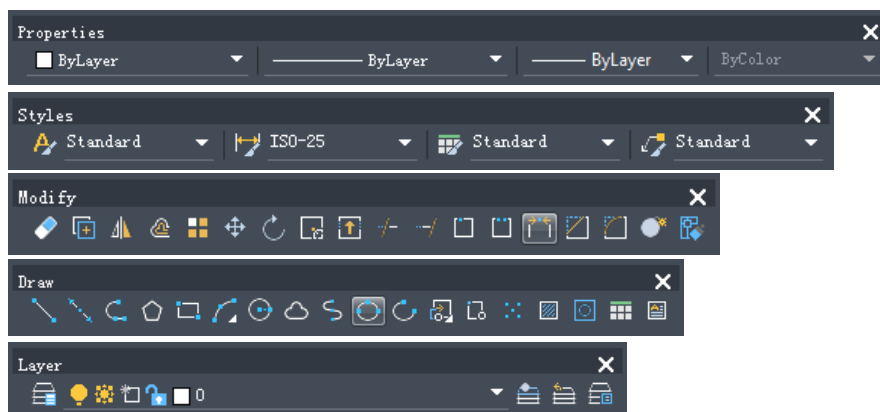 Properties
ByLayer ByLayer ByLayer ByColor
Styles
Standard ISO-25 Standard Standard
Modify
Draw
Layer
0